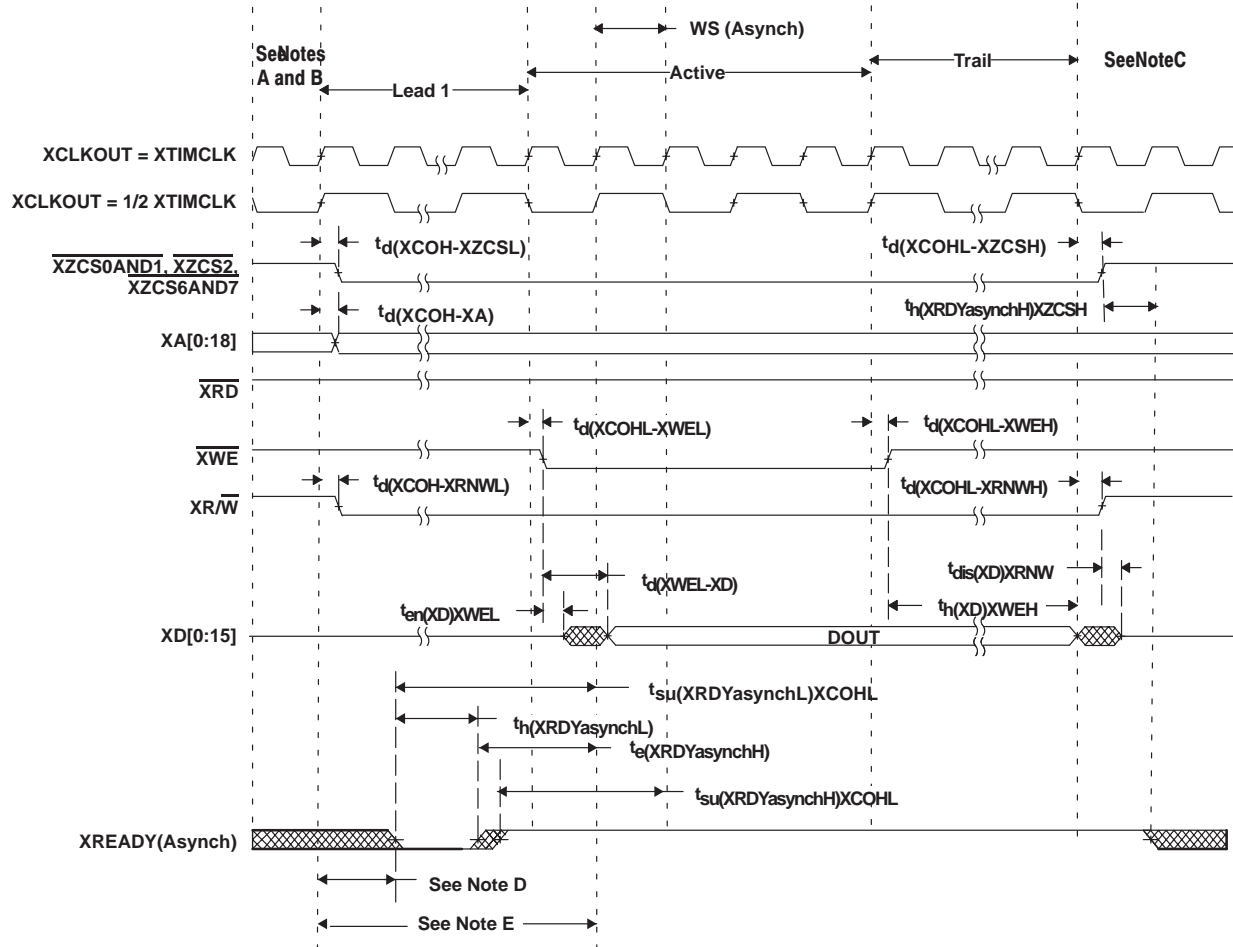 WS (Asynch)
SeeNotes
A and B
Trail
SeeNoteC
Active
Lead 1
XCLKOUT = XTIMCLK
XCLKOUT = 1/2 XTIMCLK
td(XCOH-XZCSL)
td(XCOHL-XZCSH)
XZCS0AND1, XZCS2,
XZCS6AND7
th(XRDYasynchH)XZCSH
td(XCOH-XA)
XA[0:18]
XRD
td(XCOHL-XWEL)
td(XCOHL-XWEH)
XWE
td(XCOH-XRNWL)
td(XCOHL-XRNWH)
XR/W
tdis(XD)XRNW
td(XWEL-XD)
ten(XD)XWEL
th(XD)XWEH
XD[0:15]
DOUT
tsu(XRDYasynchL)XCOHL
th(XRDYasynchL)
te(XRDYasynchH)
tsu(XRDYasynchH)XCOHL
XREADY(Asynch)
See Note D
See Note E